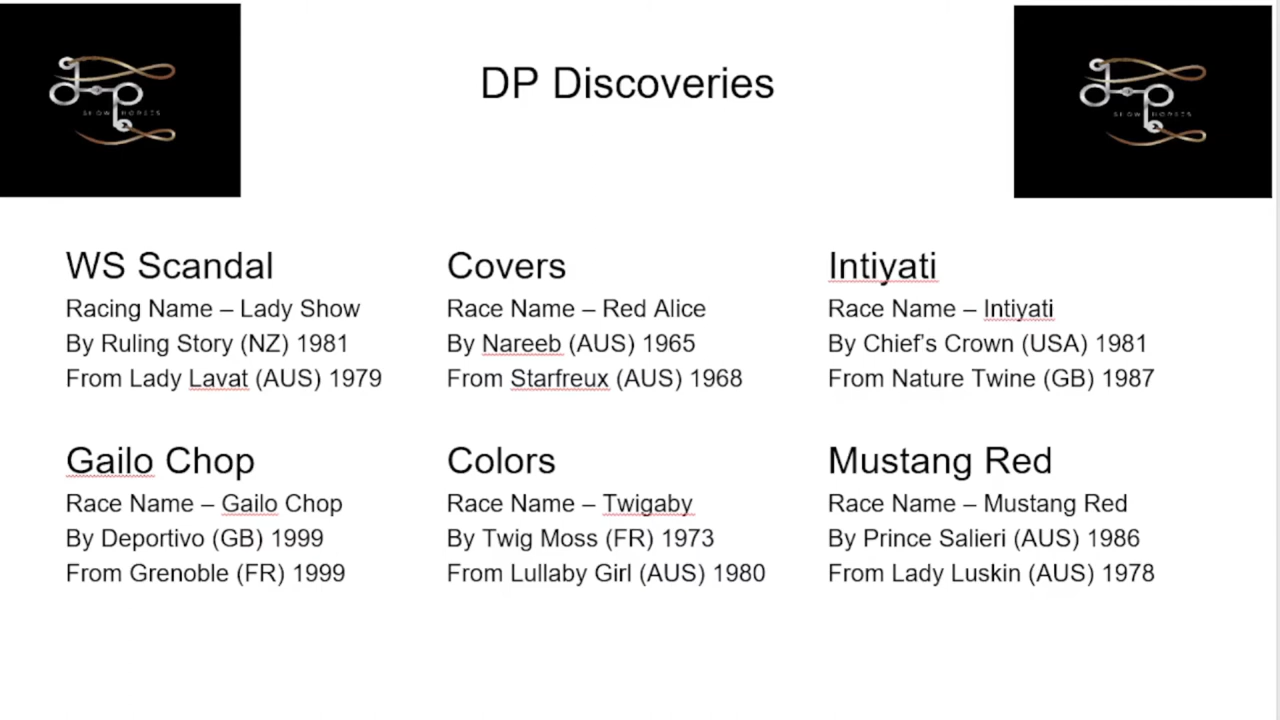 DP Discoveries
SHOW HORSES
SHOW HORSES
WS Scandal
Racing Name – Lady Show
By Ruling Story (NZ) 1981
From Lady Lavat (AUS) 1979
Covers
Race Name – Red Alice
By Nareeb (AUS) 1965
From Starfreux (AUS) 1968
Intiyati
Race Name – Intiyati
By Chief's Crown (USA) 1981
From Nature Twine (GB) 1987
Gailo Chop
Race Name – Gailo Chop
By Deportivo (GB) 1999
From Grenoble (FR) 1999
Colors
Race Name – Twigaby
By Twig Moss (FR) 1973
From Lullaby Girl (AUS) 1980
Mustang Red
Race Name – Mustang Red
By Prince Salieri (AUS) 1986
From Lady Luskin (AUS) 1978